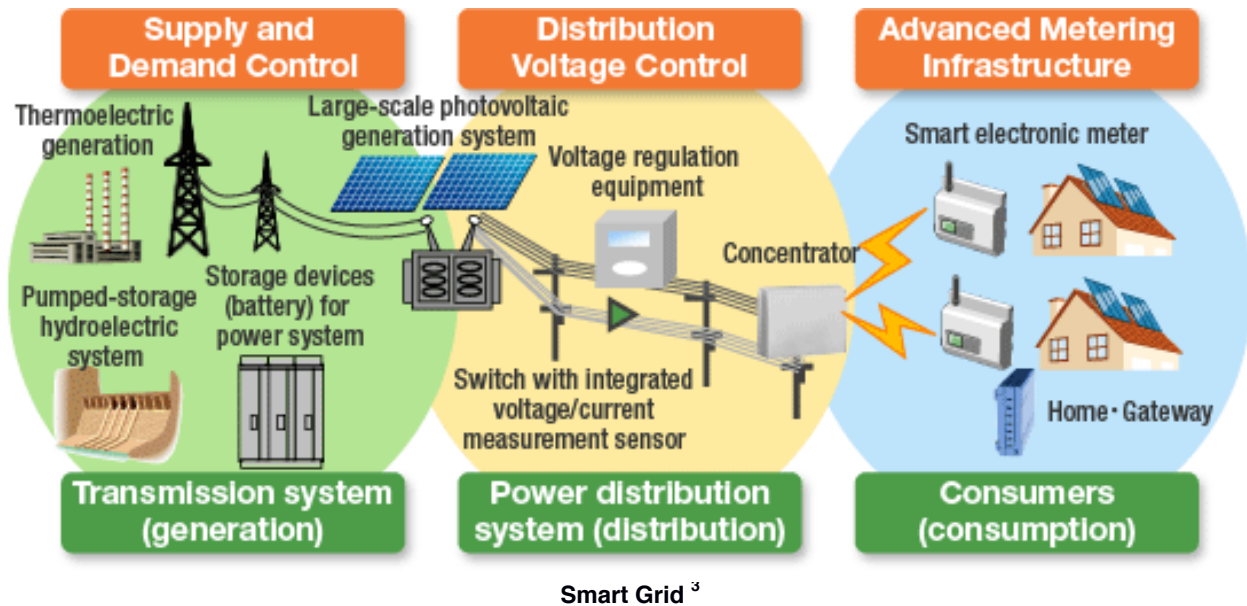 Supply and
Demand Control
Distribution
Voltage Control
Advanced Metering
Infrastructure
Thermoelectric
generation
Large-scale photovoltaic
generation system
Voltage regulation
equipment
Smart electronic meter
Concentrator
Storage devices
(battery) for
power system
Pumped-storage
hydroelectric
system
Switch with integrated
voltage/current
measurement sensor
Home・Gateway
Transmission system
(generation)
Power distribution
system (distribution)
Consumers
(consumption)
Smart Grid ³